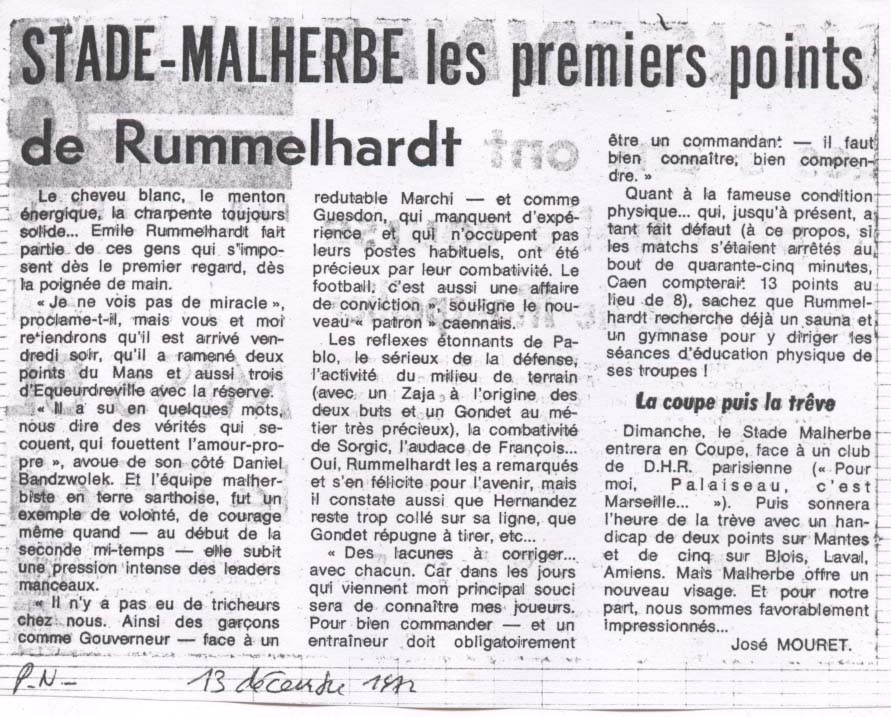 STADE-MALHERBE les premiers points
de Rummelhardt
Le cheveu blanc, le menton
énergique, la charpente toujours
solide... Emile Rummelhardt fait
partie de ces gens qui s'impo-
sent dès le premier regard, dès
la poignée de main.
« Je ne vois pas de miracle »,
proclame-t-il, mais vous et moi
retiendrons qu'il est arrivé ven-
dredi soir, qu'il a ramené deux
points du Mans et aussi trois
d'Equeurdreville avec la réserve.
« Il a su en quelques mots,
nous dire des vérités qui se-
couent, qui fouettent l'amour-pro-
pre », avoue de son côté Daniel
Bandzwolek. Et l'équipe malher-
biste en terre sarthoise, fut un
exemple de volonté, de courage
même quand — au début de la
seconde mi-temps — elle subit
une pression intense des leaders
manceaux.
« Il n'y a pas eu de tricheurs
chez nous. Ainsi des garçons
comme Gouverneur — face à un
redutable Marchi — et comme
Guesdon, qui manquent d'expé-
rience et qui n'occupent pas
leurs postes habituels, ont été
précieux par leur combativité. Le
football, c'est aussi une affaire
de conviction », souligne le nou-
veau « patron » caennais.
Les reflexes étonnants de Pa-
blo, le sérieux de la défense,
l'activité du milieu de terrain
(avec un Zaja à l'origine des
deux buts et un Gondet au mé-
tier très précieux), la combativité
de Sorgic, l'audace de François...
Oui, Rummelhardt les a remarqués
et s'en félicite pour l'avenir, mais
il constate aussi que Hernandez
reste trop collé sur sa ligne, que
Gondet répugne à tirer, etc...
« Des lacunes à corriger...
avec chacun. Car dans les jours
qui viennent mon principal souci
sera de connaître mes joueurs.
Pour bien commander — et un
entraîneur doit obligatoirement
être un commandant — il faut
bien connaître, bien compren-
dre. »
Quant à la fameuse condition
physique... qui, jusqu'à présent, a
tant fait défaut (à ce propos, si
les matchs s'étaient arrêtés au
bout de quarante-cinq minutes,
Caen compterait 13 points au
lieu de 8), sachez que Rummel-
hardt recherche déjà un sauna et
un gymnase pour y diriger les
séances d'éducation physique de
ses troupes !
La coupe puis la trêve
Dimanche, le Stade Malherbe
entrera en Coupe, face à un club
de D.H.R. parisienne (« Pour
moi, Palaiseau, c'est
Marseille... »). Puis sonnera
l'heure de la trève avec un han-
dicap de deux points sur Mantes
et de cinq sur Blois, Laval,
Amiens. Mais Malherbe offre un
nouveau visage. Et pour notre
part, nous sommes favorablement
impressionnés...
José MOURET.
P.N- 13 décembre 1972